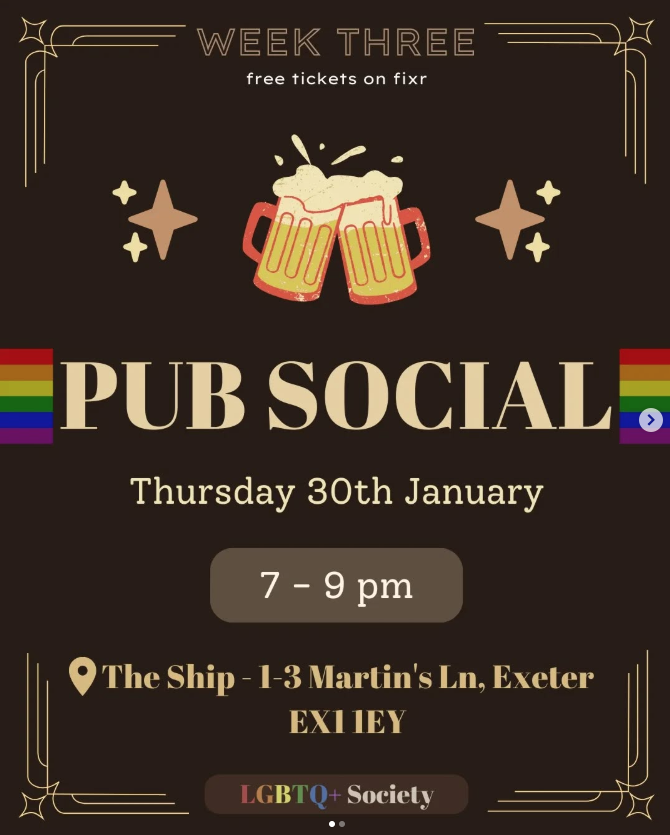 WEEK THREE
free tickets on fixr
PUB SOCIAL
Thursday 30th January
7 - 9 pm
The Ship - 1-3 Martin's Ln, Exeter
EX1 1EY
LGBTQ+ Society